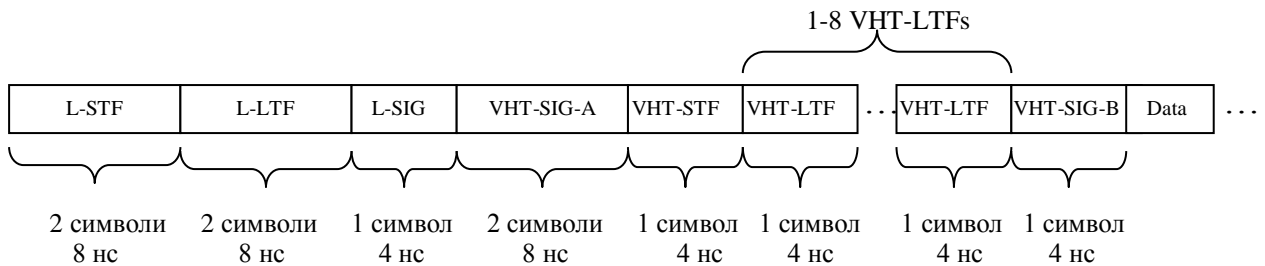 1-8 VHT-LTFs
L-STF L-LTF L-SIG VHT-SIG-A VHT-STF VHT-LTF ... VHT-LTF VHT-SIG-B Data ...
2 символи 2 символи 1 символ 2 символи 1 символ 1 символ 1 символ 1 символ
8 нс 8 нс 4 нс 8 нс 4 нс 4 нс 4 нс 4 нс